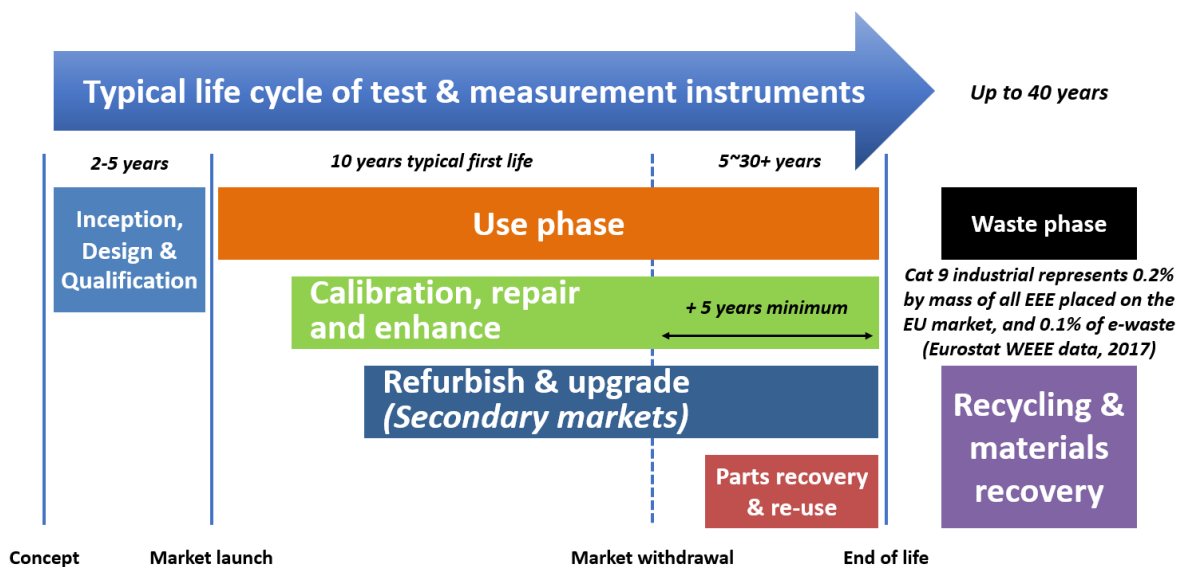 Typical life cycle of test & measurement instruments
Up to 40 years
2-5 years
10 years typical first life
5~30+ years
Inception,
Design &
Qualification
Use phase
Waste phase
Calibration, repair
and enhance
+ 5 years minimum
Cat 9 industrial represents 0.2%
by mass of all EEE placed on the
EU market, and 0.1% of e-waste
(Eurostat WEEE data, 2017)
Refurbish & upgrade
(Secondary markets)
Recycling &
materials
recovery
Parts recovery
& re-use
Concept
Market launch
Market withdrawal
End of life